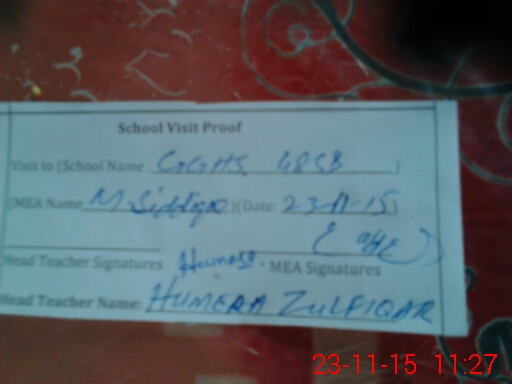 School Visit Proof
Visit to (School Name: GGHS 48SB )
(MEA Name M. Siddique )(Date: 23-11-15)
Head Teacher Signatures Humera. MEA Signatures
Head Teacher Name: HUMERA ZULFIQAR
23-11-15 11:27